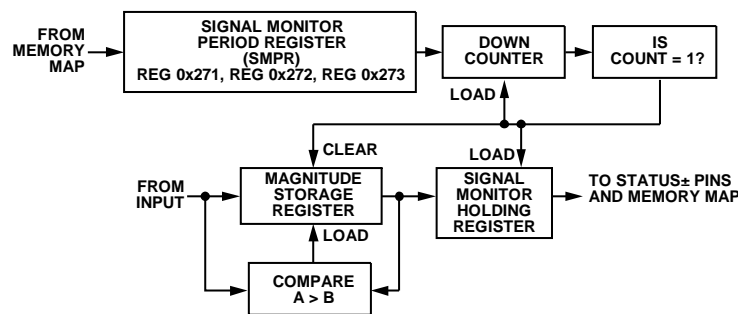 FROM
MEMORY
MAP
SIGNAL MONITOR
PERIOD REGISTER
(SMPR)
REG 0x271, REG 0x272, REG 0x273
DOWN
COUNTER
IS
COUNT = 1?
LOAD
CLEAR
LOAD
FROM
INPUT
MAGNITUDE
STORAGE
REGISTER
SIGNAL
MONITOR
HOLDING
REGISTER
TO STATUS± PINS
AND MEMORY MAP
LOAD
COMPARE
A > B